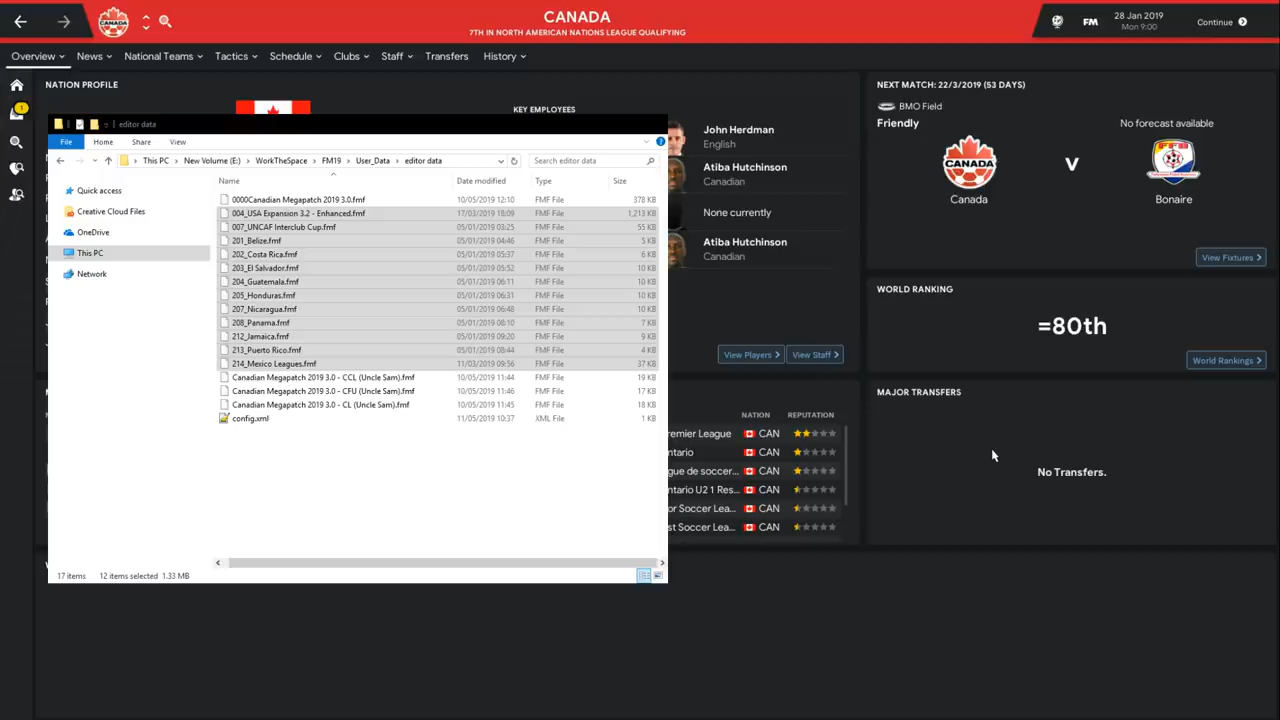 CANADA
7TH IN NORTH AMERICAN NATIONS LEAGUE QUALIFYING
FM
28 Jan 2019
Mon 9:00
Continue
Overview News National Teams Tactics Schedule Clubs Staff Transfers History
1
NATION PROFILE
KEY EMPLOYEES
John Herdman
English
Atiba Hutchinson
Canadian
None currently
Atiba Hutchinson
Canadian
View Players
View Staff
NATION REPUTATION
remier League CAN
ntario CAN
gue de soccer... CAN
ntario U21 Res... CAN
or Soccer Lea... CAN
st Soccer Lea... CAN
NEXT MATCH: 22/3/2019 (53 DAYS)
BMO Field
Friendly
No forecast available
CANADA
Canada
V
Bonaire
View Fixtures
WORLD RANKING
=80th
World Rankings
MAJOR TRANSFERS
No Transfers.
editor data
File Home Share View
This PC New Volume (E:) WorkTheSpace FM19 User_Data editor data
Search editor data
Quick access
Creative Cloud Files
OneDrive
This PC
Network
Name Date modified Type Size
0000Canadian Megapatch 2019 3.0.fmf 10/05/2019 12:10 FMF File 378 KB
004_USA Expansion 3.2 - Enhanced.fmf 17/03/2019 18:09 FMF File 1,213 KB
007_UNCAF Interclub Cup.fmf 05/01/2019 03:25 FMF File 55 KB
201_Belize.fmf 05/01/2019 04:46 FMF File 5 KB
202_Costa Rica.fmf 05/01/2019 05:37 FMF File 6 KB
203_El Salvador.fmf 05/01/2019 05:52 FMF File 10 KB
204_Guatemala.fmf 05/01/2019 06:11 FMF File 10 KB
205_Honduras.fmf 05/01/2019 06:31 FMF File 10 KB
207_Nicaragua.fmf 05/01/2019 06:48 FMF File 10 KB
208_Panama.fmf 05/01/2019 08:10 FMF File 7 KB
212_Jamaica.fmf 05/01/2019 09:20 FMF File 9 KB
213_Puerto Rico.fmf 05/01/2019 08:44 FMF File 4 KB
214_Mexico Leagues.fmf 11/03/2019 09:56 FMF File 37 KB
Canadian Megapatch 2019 3.0 - CCL (Uncle Sam).fmf 10/05/2019 11:44 FMF File 19 KB
Canadian Megapatch 2019 3.0 - CFU (Uncle Sam).fmf 10/05/2019 11:46 FMF File 17 KB
Canadian Megapatch 2019 3.0 - CL (Uncle Sam).fmf 10/05/2019 11:45 FMF File 18 KB
config.xml 11/05/2019 10:37 XML File 1 KB
17 items 12 items selected 1.33 MB